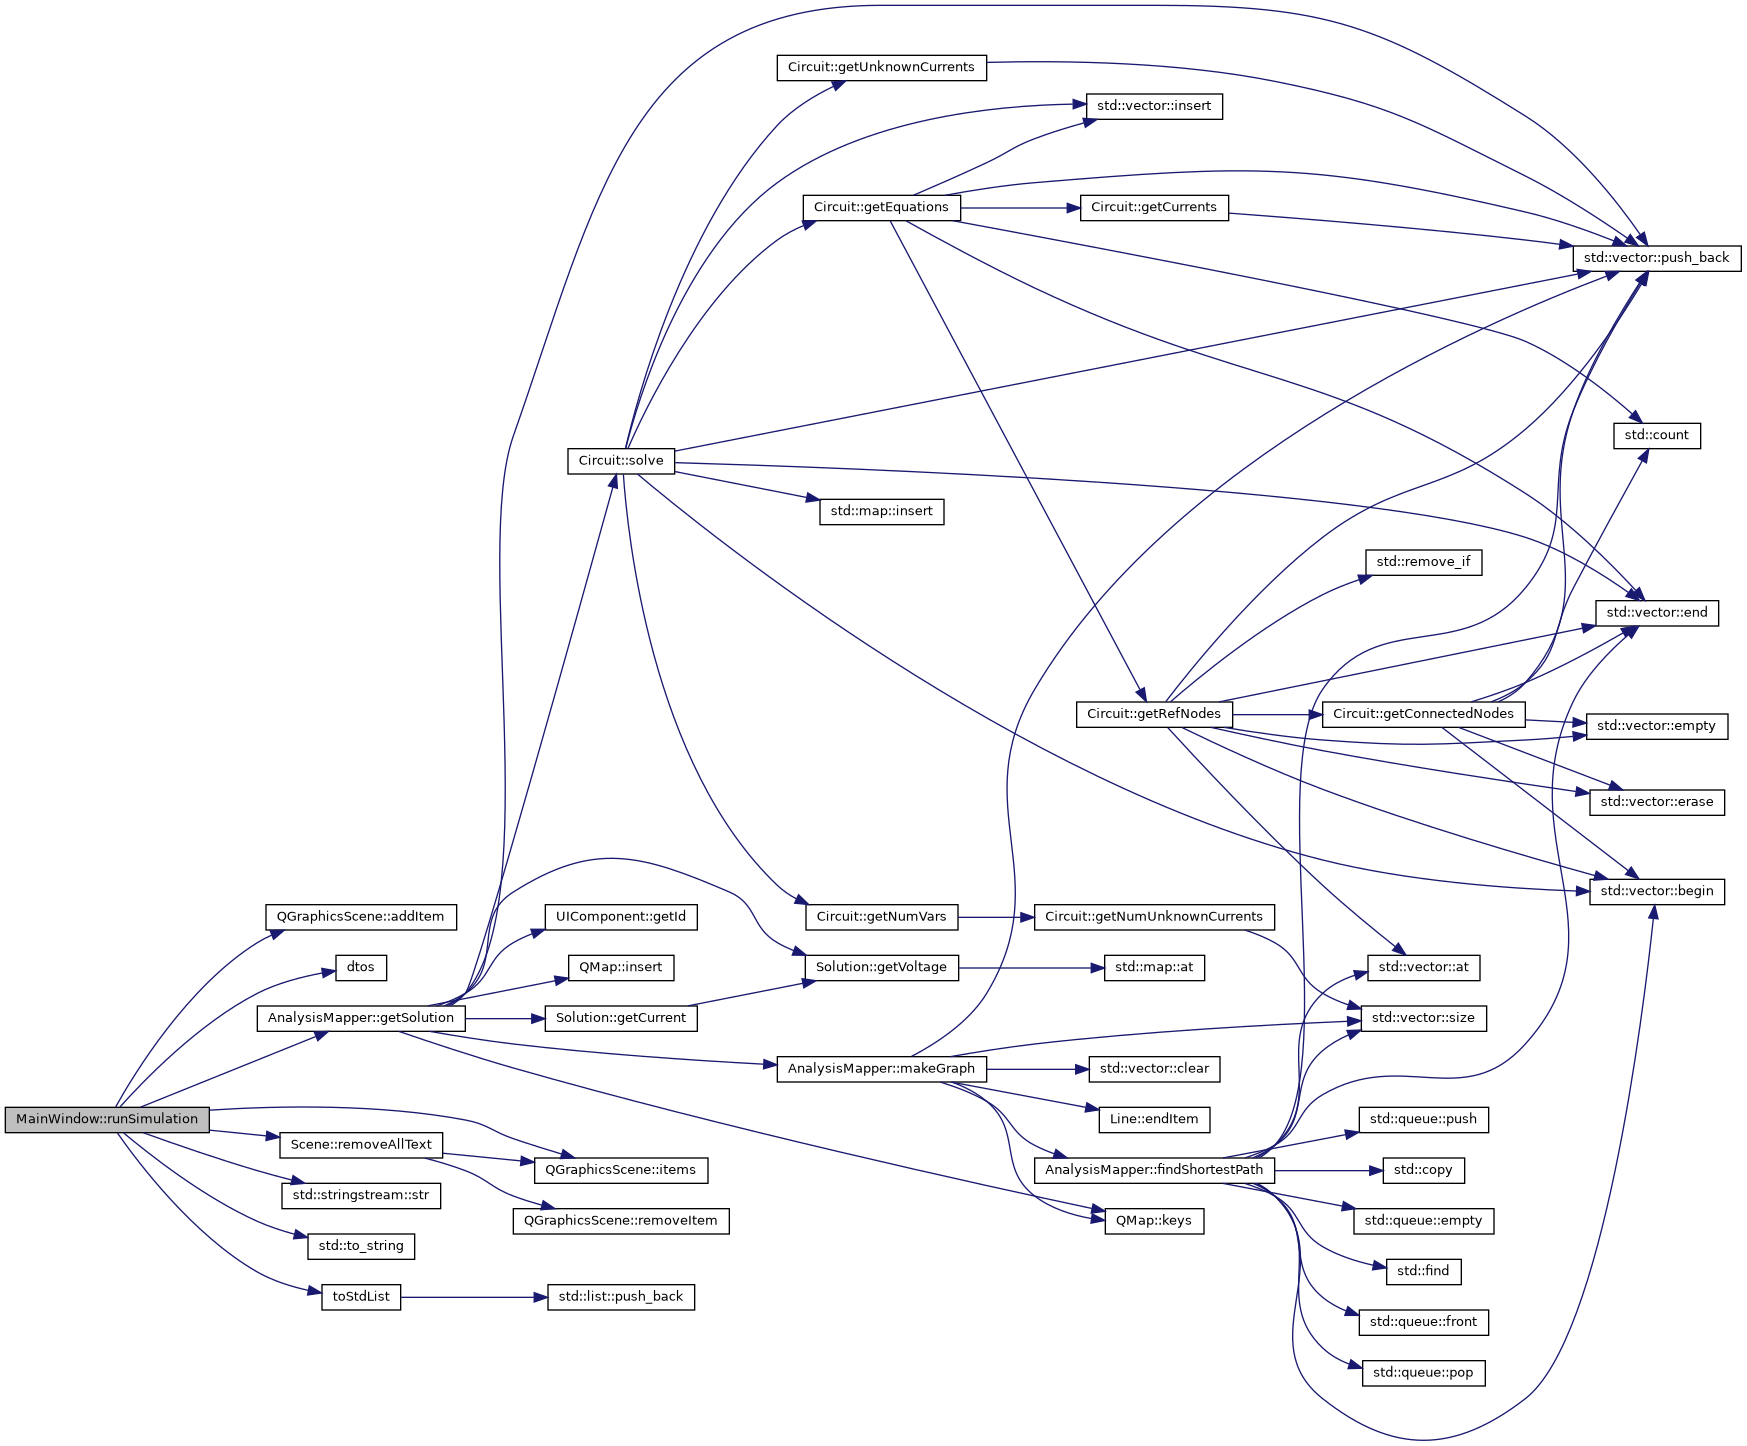 Circuit::getUnknownCurrents
std::vector::insert
Circuit::getEquations
Circuit::getCurrents
std::vector::push_back
std::count
Circuit::solve
std::map::insert
std::remove_if
std::vector::end
Circuit::getRefNodes
Circuit::getConnectedNodes
std::vector::empty
std::vector::erase
std::vector::begin
QGraphicsScene::addItem
UIComponent::getId
Circuit::getNumVars
Circuit::getNumUnknownCurrents
dtos
QMap::insert
Solution::getVoltage
std::map::at
std::vector::at
AnalysisMapper::getSolution
Solution::getCurrent
std::vector::size
AnalysisMapper::makeGraph
std::vector::clear
MainWindow::runSimulation
Line::endItem
std::queue::push
Scene::removeAllText
QGraphicsScene::items
AnalysisMapper::findShortestPath
std::copy
std::stringstream::str
QGraphicsScene::removeItem
QMap::keys
std::queue::empty
std::to_string
std::find
toStdList
std::list::push_back
std::queue::front
std::queue::pop